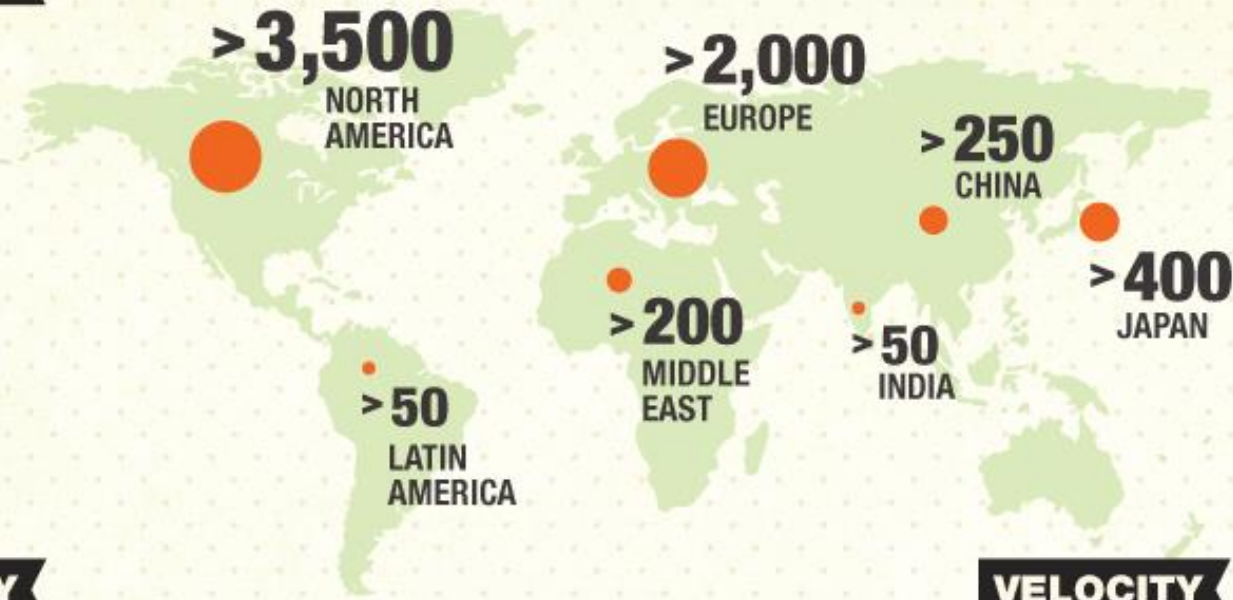 > 3,500
NORTH
AMERICA
> 2,000
EUROPE
> 250
CHINA
> 400
JAPAN
> 200
MIDDLE
EAST
> 50
INDIA
> 50
LATIN
AMERICA
Y
VELOCITY